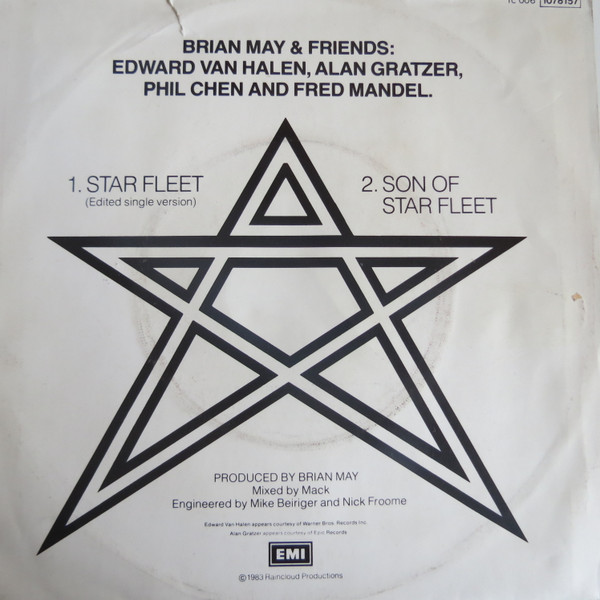 1078157
BRIAN MAY & FRIENDS:
EDWARD VAN HALEN, ALAN GRATZER,
PHIL CHEN AND FRED MANDEL.
1. STAR FLEET
(Edited single version)
2. SON OF
STAR FLEET
PRODUCED BY BRIAN MAY
Mixed by Mack
Engineered by Mike Beiriger and Nick Froome
Edward Van Halen appears courtesy of Warner Bros. Records Inc.
Alan Gratzer appears courtesy of Epic Records
EMI
©1983 Raincloud Productions